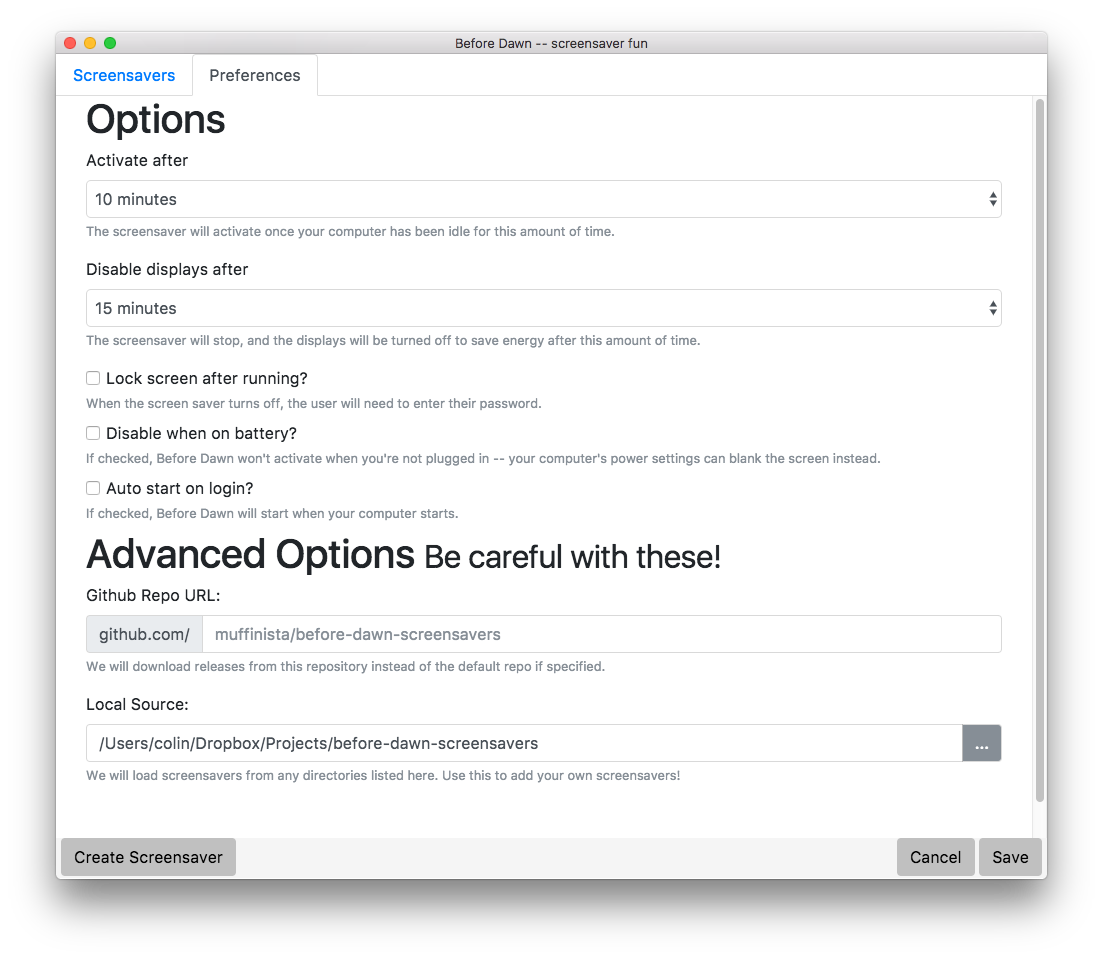 Before Dawn -- screensaver fun
Screensavers
Preferences
Options
Activate after
10 minutes
The screensaver will activate once your computer has been idle for this amount of time.
Disable displays after
15 minutes
The screensaver will stop, and the displays will be turned off to save energy after this amount of time.
Lock screen after running?
When the screen saver turns off, the user will need to enter their password.
Disable when on battery?
If checked, Before Dawn won't activate when you're not plugged in -- your computer's power settings can blank the screen instead.
Auto start on login?
If checked, Before Dawn will start when your computer starts.
Advanced Options Be careful with these!
Github Repo URL:
github.com/ muffinista/before-dawn-screensavers
We will download releases from this repository instead of the default repo if specified.
Local Source:
/Users/colin/Dropbox/Projects/before-dawn-screensavers ...
We will load screensavers from any directories listed here. Use this to add your own screensavers!
Create Screensaver
Cancel
Save